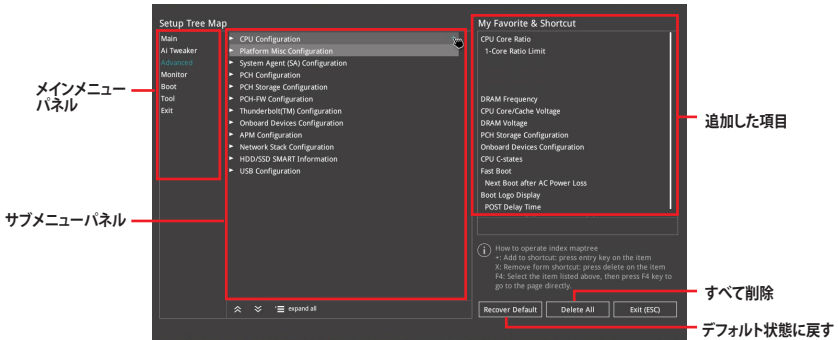 Setup Tree Map
Main
Ai Tweaker
Advanced
Monitor
Boot
Tool
Exit
CPU Configuration
Platform Misc Configuration
System Agent (SA) Configuration
PCH Configuration
PCH Storage Configuration
PCH-FW Configuration
Thunderbolt(TM) Configuration
Onboard Devices Configuration
APM Configuration
Network Stack Configuration
HDD/SSD SMART Information
USB Configuration
expand all
My Favorite & Shortcut
CPU Core Ratio
1-Core Ratio Limit
DRAM Frequency
CPU Core/Cache Voltage
DRAM Voltage
PCH Storage Configuration
Onboard Devices Configuration
CPU C-states
Fast Boot
Next Boot after AC Power Loss
Boot Logo Display
POST Delay Time
How to operate index maptree
+: Add to shortcut: press entry key on the item
X: Remove form shortcut: press delete on the item
F4: Select the item listed above, then press F4 key to
go to the page directly.
Recover Default
Delete All
Exit (ESC)
メインメニュー
パネル
サブメニューパネル
追加した項目
すべて削除
デフォルト状態に戻す